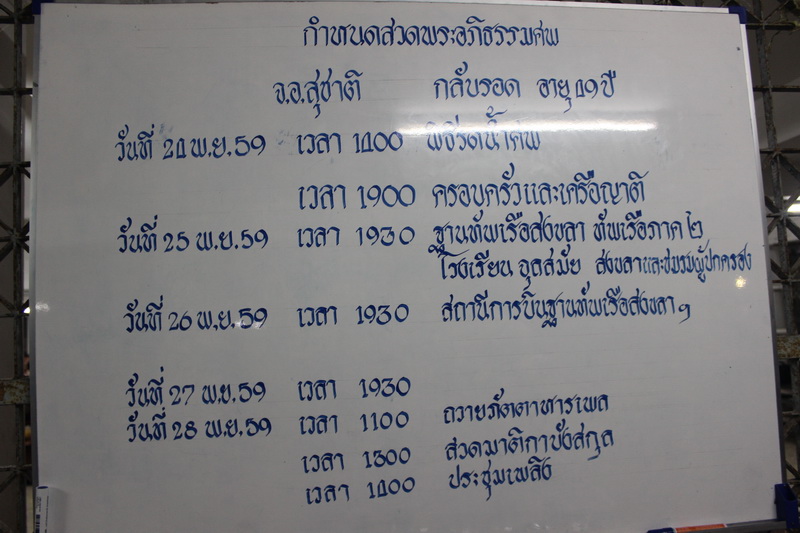 กำหนดสวดพระอภิธรรมศพ
จ.อ.สุชาติ กลับรอด อายุ 49 ปี
วันที่ 24 พ.ย.59 เวลา 1400 พิธีรดน้ำศพ
เวลา 1900 ครอบครัวและเครือญาติ
วันที่ 25 พ.ย.59 เวลา 1930 ฐานทัพเรือสงขลา ทัพเรือภาค ๒
โรงเรียน จุลสมัย สงขลาและชมรมผู้ปกครอง
วันที่ 26 พ.ย.59 เวลา 1930 สถานีการบินฐานทัพเรือสงขลา ฯ
วันที่ 27 พ.ย.59 เวลา 1930
วันที่ 28 พ.ย.59 เวลา 1100 ถวายภัตตาหารเพล
เวลา 1300 สวดมาติกาบังสกุล
เวลา 1400 ประชุมเพลิง